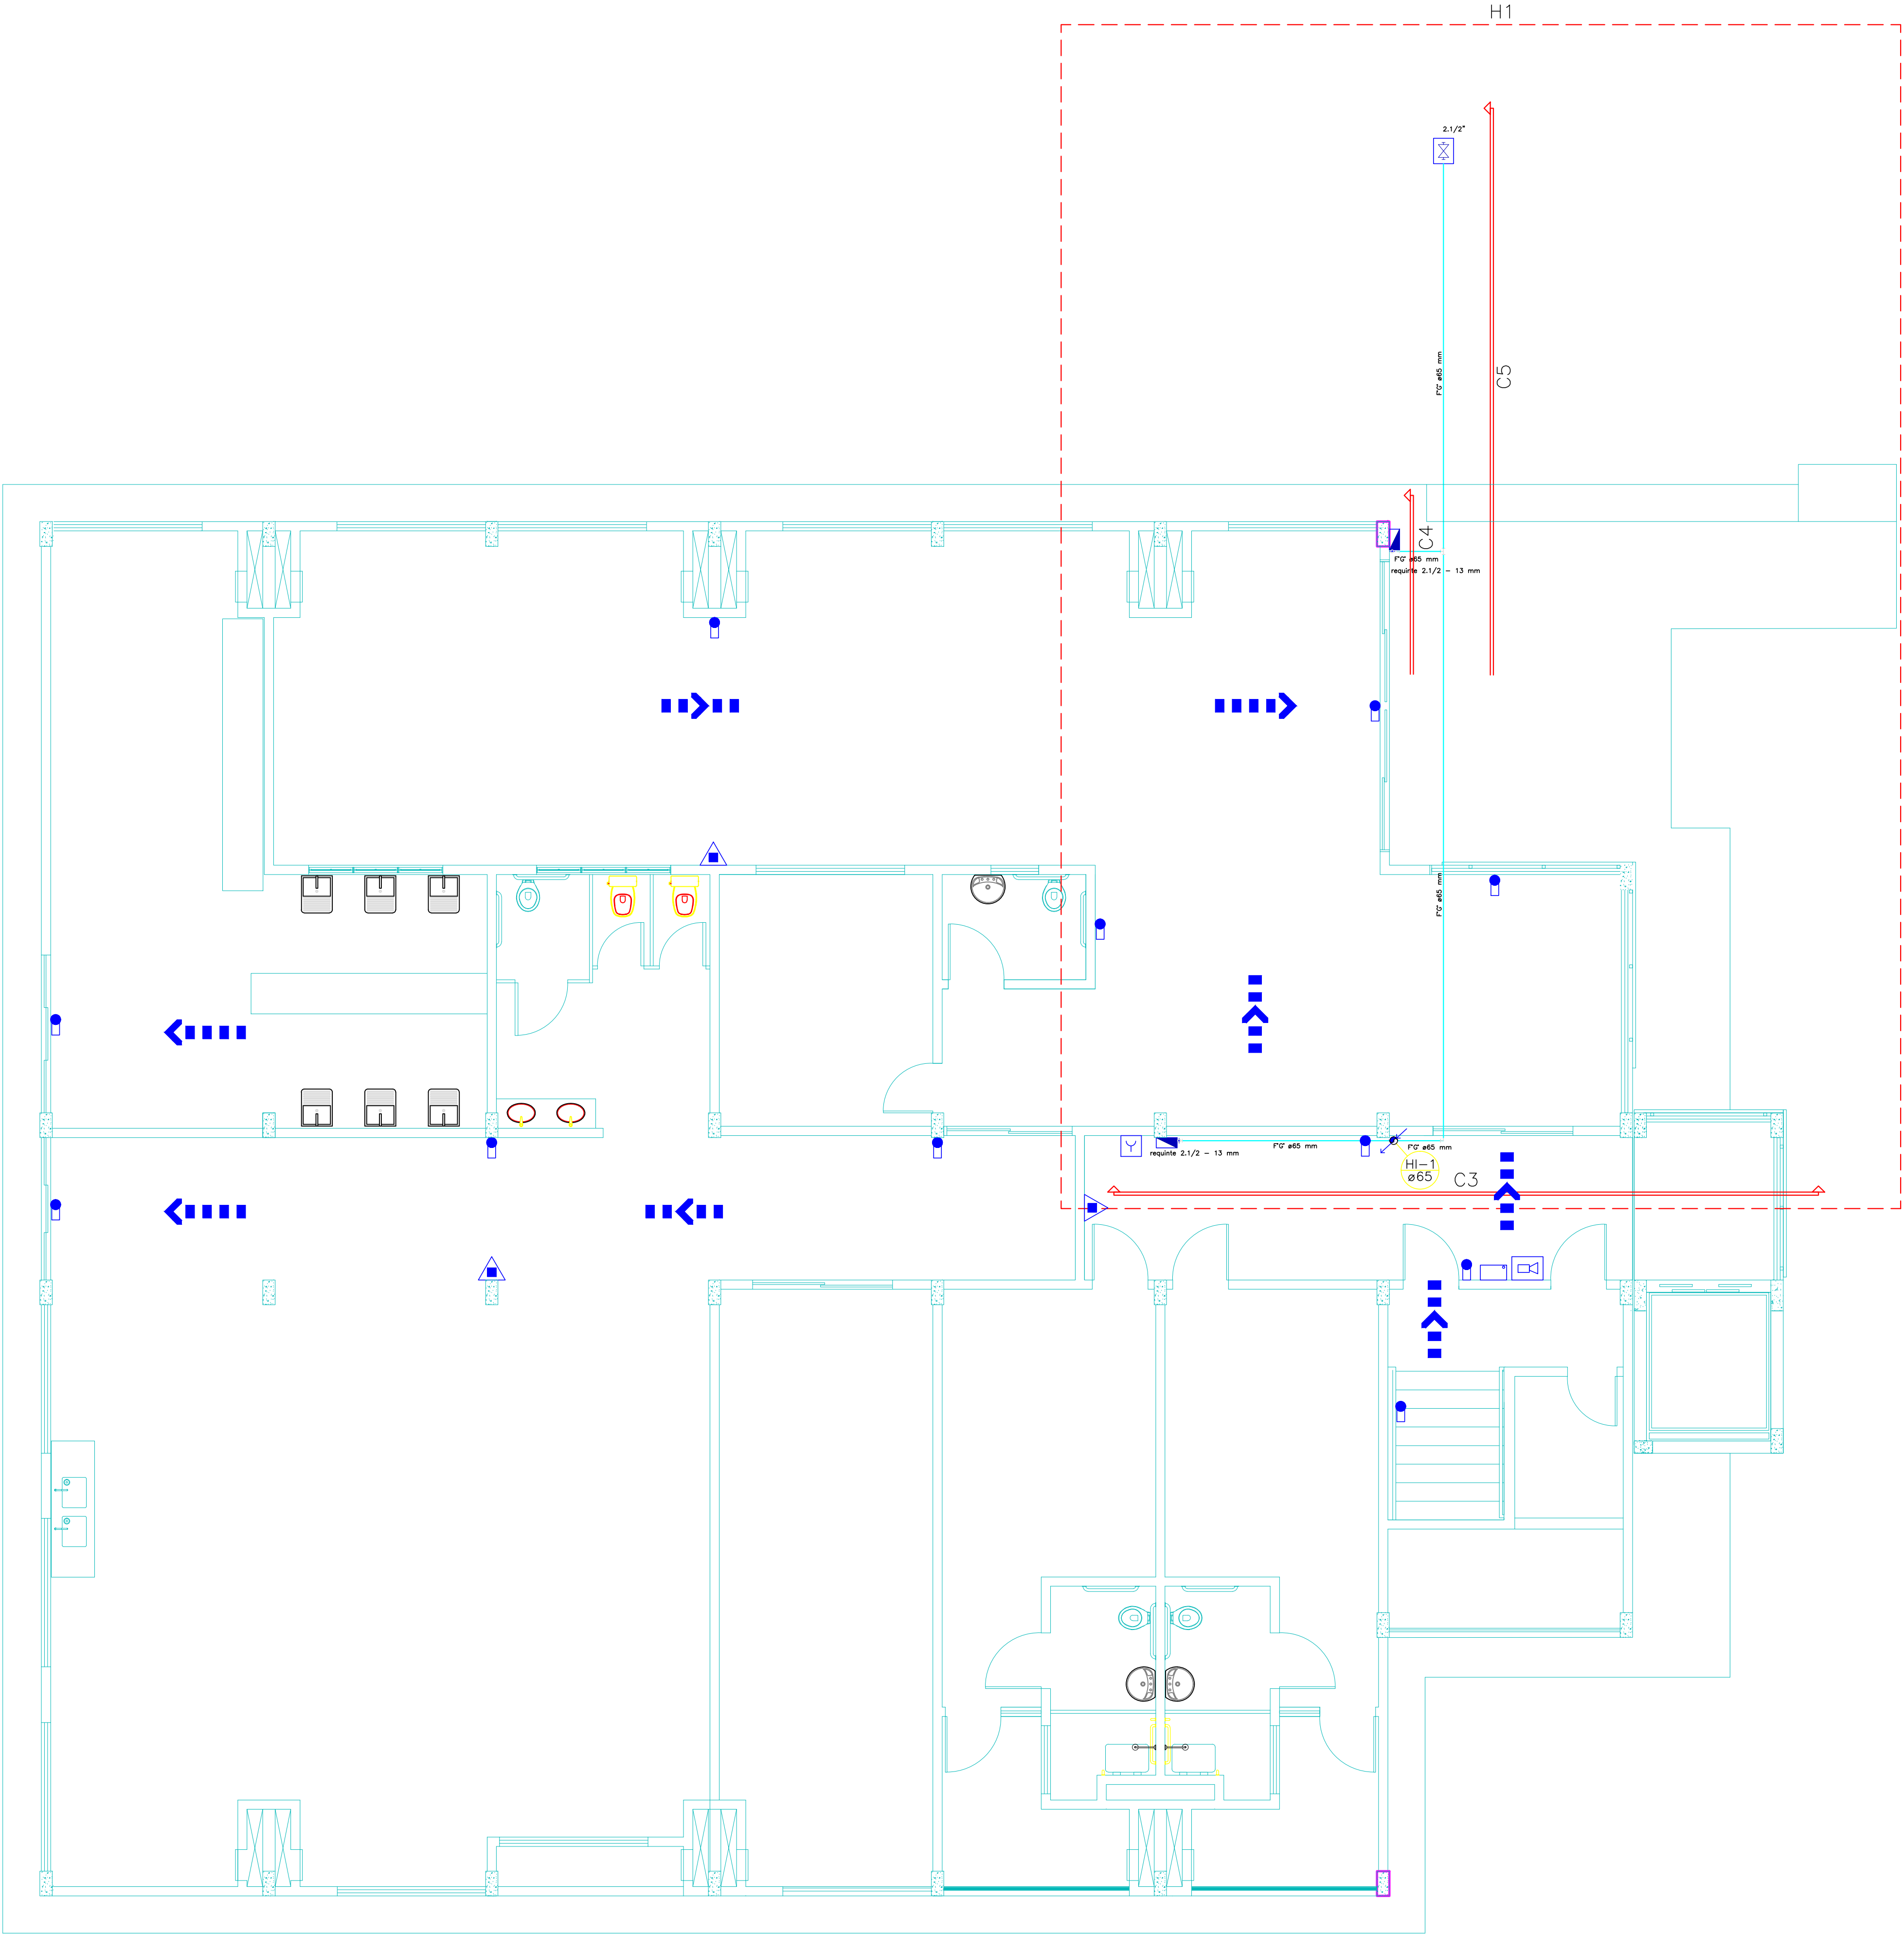 H1
2.1/2"
F°G° ø65 mm
C5
C4
F°G° ø65 mm
requinte 2.1/2 - 13 mm
F°G° ø65 mm
F°G° ø65 mm
F°G° ø65 mm
requinte 2.1/2 - 13 mm
HI-1
ø65
C3